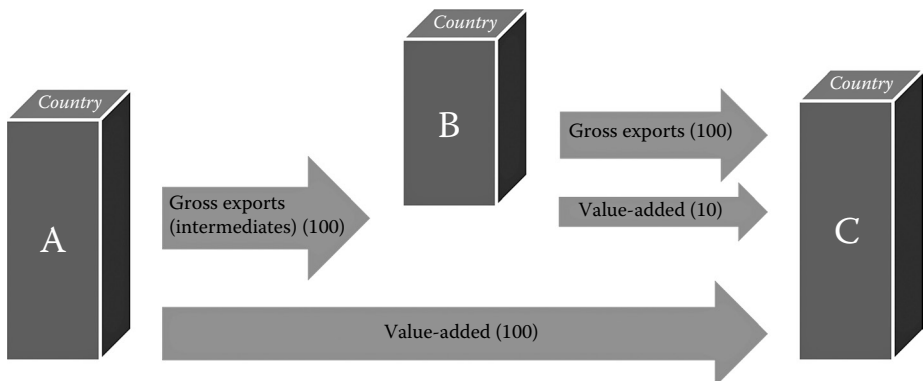 Country
A
Gross exports
(intermediates) (100)
Country
B
Gross exports (100)
Value-added (10)
Value-added (100)
Country
C